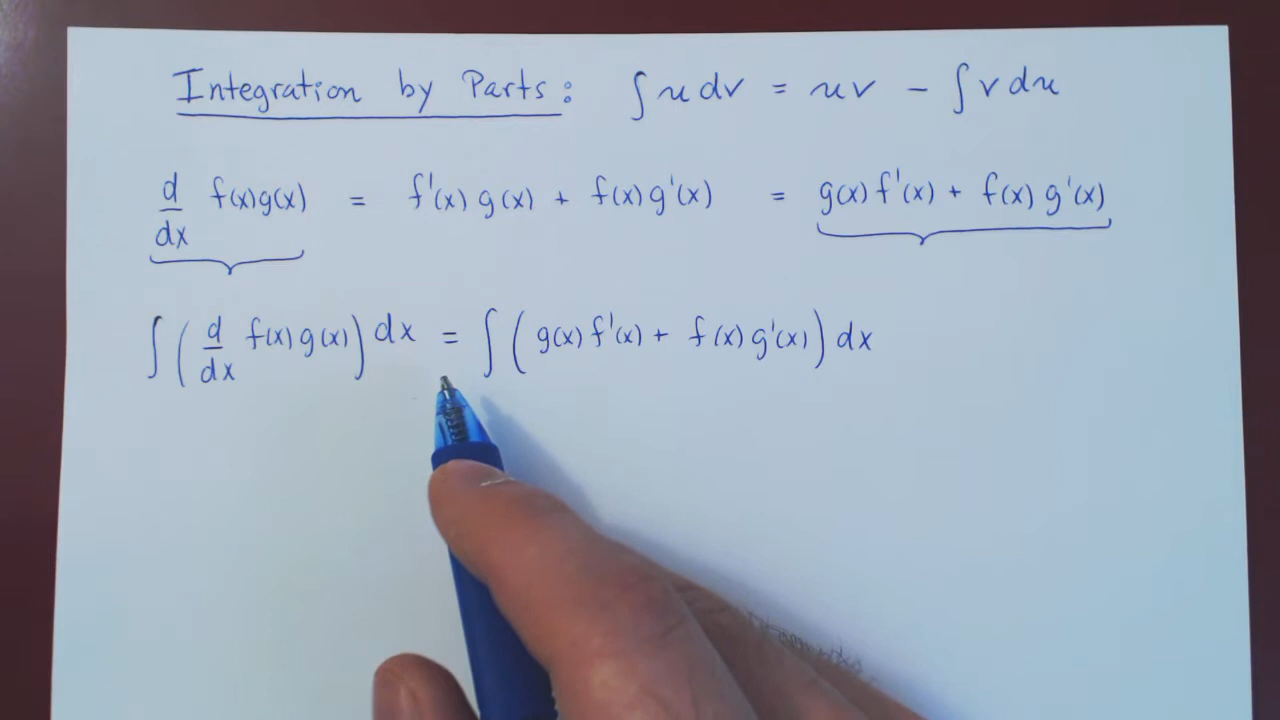 Integration by Parts: ∫ u dv = uv − ∫ v du
d/dx f(x)g(x) = f'(x) g(x) + f(x) g'(x) = g(x) f'(x) + f(x) g'(x)
∫ ( d/dx f(x) g(x) ) dx = ∫ ( g(x) f'(x) + f(x) g'(x) ) dx